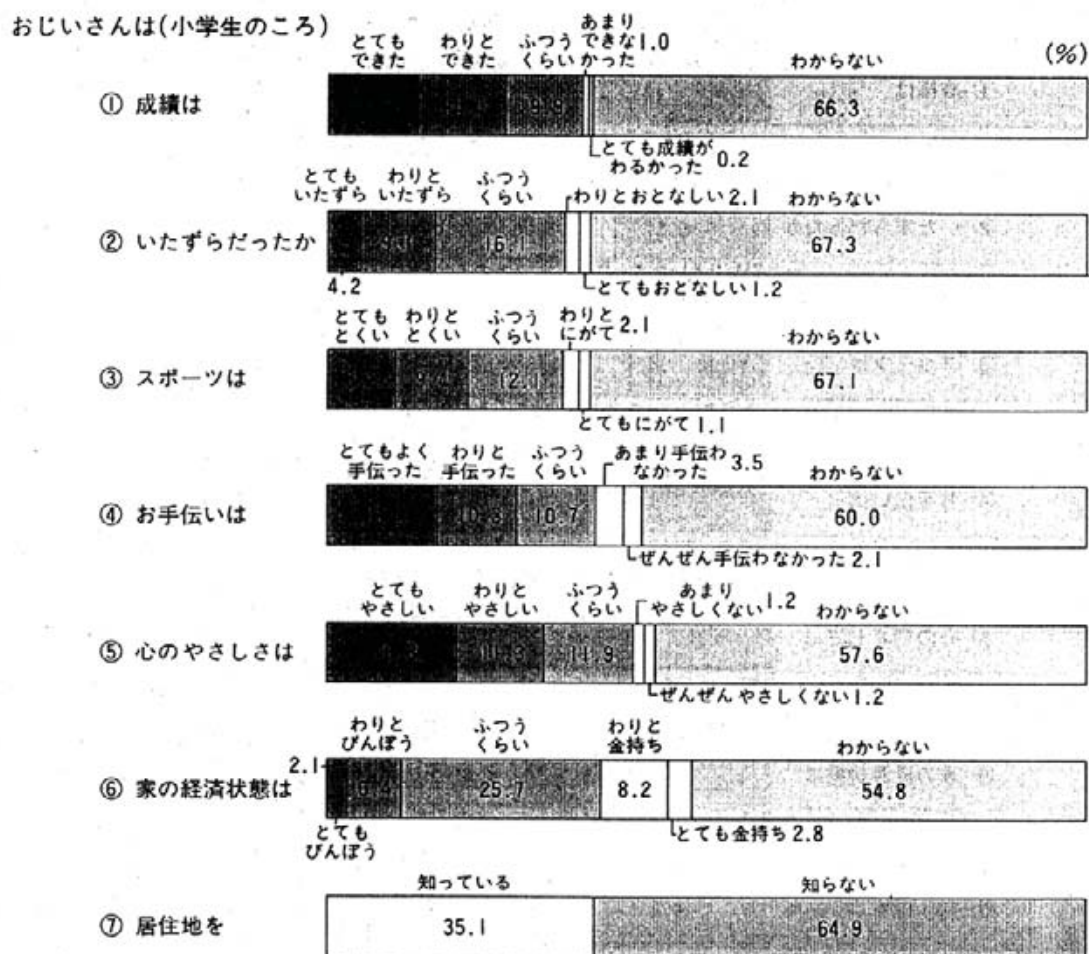 おじいさんは(小学生のころ)
(%)
とても わりと ふつう あまり
できた できた くらい できな 1.0 わからない
かった
① 成績は 66.3
とても成績が 0.2
わるかった
とても わりと ふつう
いたずら いたずら くらい わりとおとなしい2.1 わからない
② いたずらだったか 16.1 67.3
4.2 とてもおとなしい1.2
とても わりと ふつう わりと 2.1
とくい とくい くらい にがて わからない
③ スポーツは 12.1 67.1
とてもにがて1.1
とてもよく わりと ふつう あまり手伝わ 3.5
手伝った 手伝った くらい なかった わからない
④ お手伝いは 10.3 10.7 60.0
ぜんぜん手伝わなかった2.1
とても わりと ふつう あまり 1.2
やさしい やさしい くらい やさしくない わからない
⑤ 心のやさしさは 11.3 11.9 57.6
ぜんぜんやさしくない1.2
わりと ふつう わりと
びんぼう くらい 金持ち わからない
2.1
⑥ 家の経済状態は 6.4 25.7 8.2 54.8
とても とても金持ち2.8
びんぼう
知っている 知らない
⑦ 居住地を 35.1 64.9